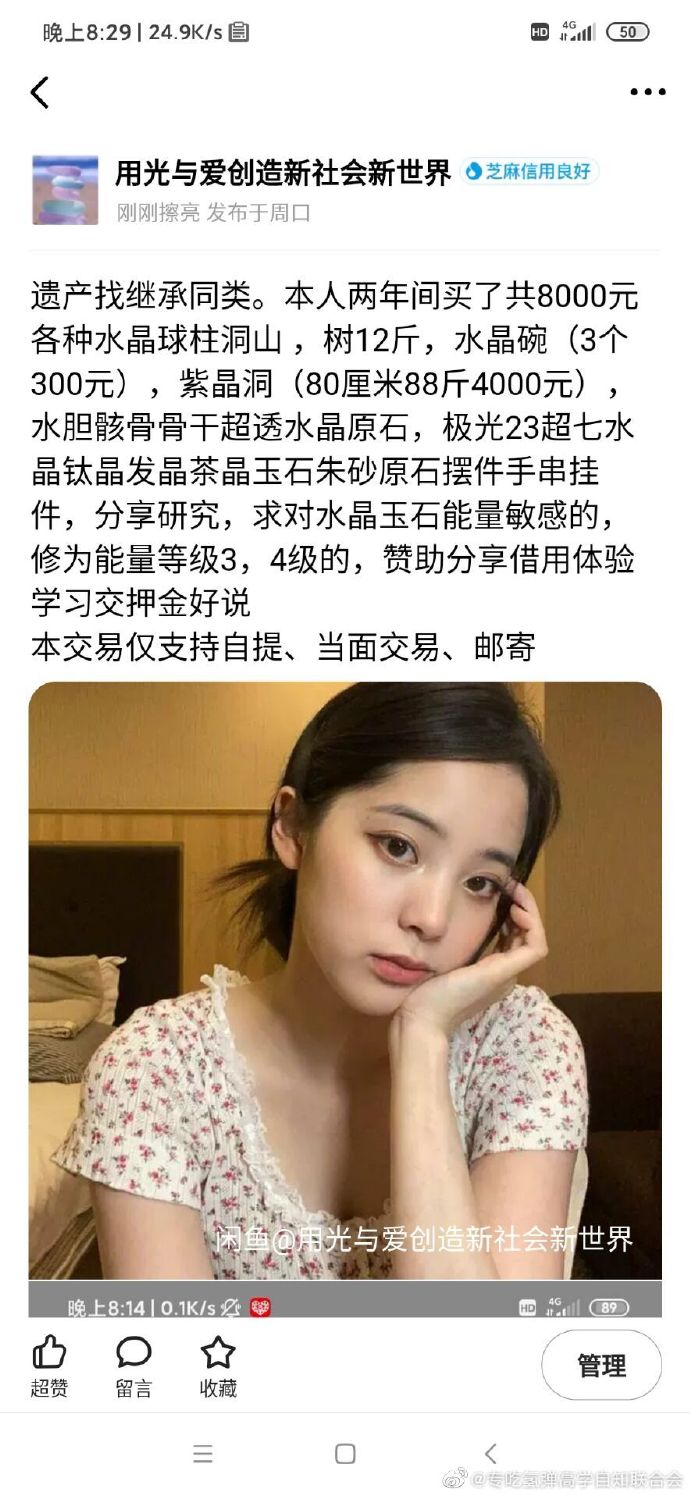 晚上8:29 | 24.9K/s
HD 4G 50
用光与爱创造新社会新世界 芝麻信用良好
刚刚擦亮 发布于周口
遗产找继承同类。本人两年间买了共8000元
各种水晶球柱洞山 ，树12斤，水晶碗（3个
300元），紫晶洞（80厘米88斤4000元），
水胆骸骨骨干超透水晶原石，极光23超七水
晶钛晶发晶茶晶玉石朱砂原石摆件手串挂
件，分享研究，求对水晶玉石能量敏感的，
修为能量等级3，4级的，赞助分享借用体验
学习交押金好说
本交易仅支持自提、当面交易、邮寄
闲鱼@用光与爱创造新社会新世界
晚上8:14 | 0.1K/s
HD 4G 89
超赞 留言 收藏 管理
@专吃氢弹高学自知联合会